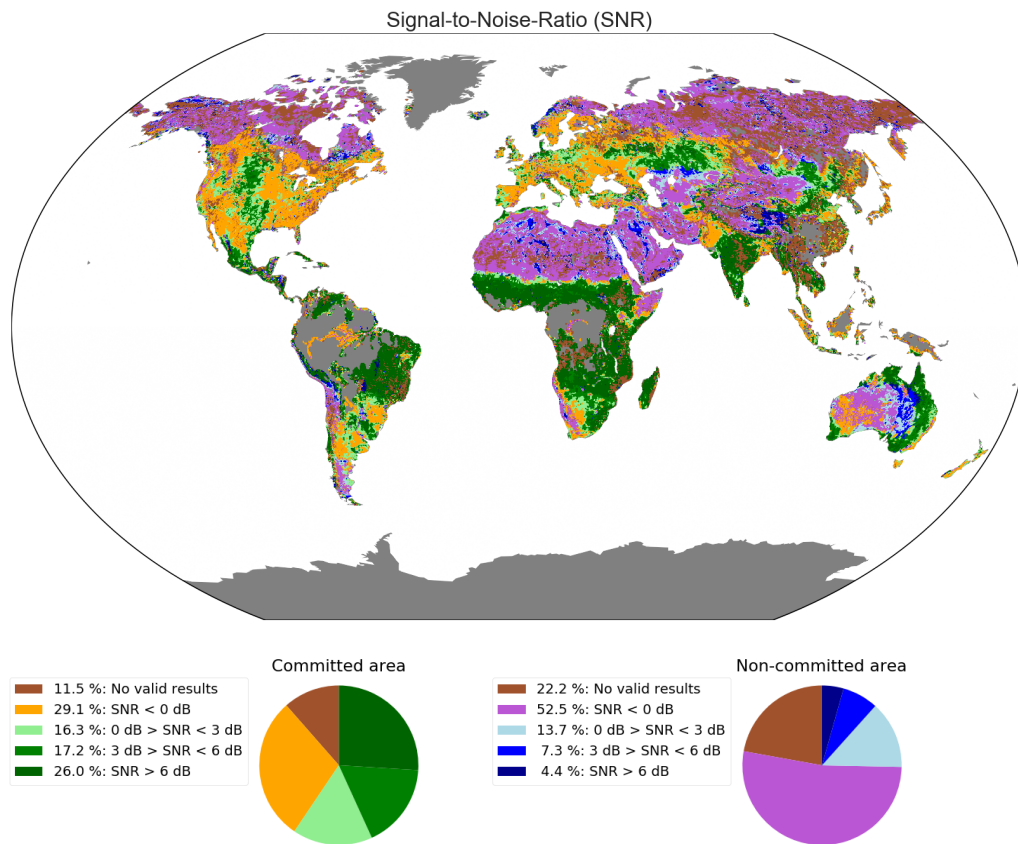 Signal-to-Noise-Ratio (SNR)
Committed area
11.5 %: No valid results
29.1 %: SNR < 0 dB
16.3 %: 0 dB > SNR < 3 dB
17.2 %: 3 dB > SNR < 6 dB
26.0 %: SNR > 6 dB
Non-committed area
22.2 %: No valid results
52.5 %: SNR < 0 dB
13.7 %: 0 dB > SNR < 3 dB
7.3 %: 3 dB > SNR < 6 dB
4.4 %: SNR > 6 dB